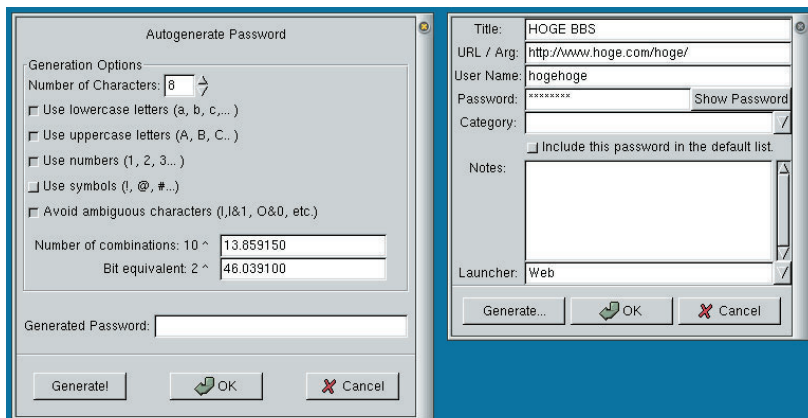 Autogenerate Password
Generation Options
Number of Characters: 8
Use lowercase letters (a, b, c,... )
Use uppercase letters (A, B, C.. )
Use numbers (1, 2, 3... )
Use symbols (!, @, #...)
Avoid ambiguous characters (l,I&1, O&0, etc.)
Number of combinations: 10 ^ 13.859150
Bit equivalent: 2 ^ 46.039100
Generated Password:
Generate!
OK
Cancel
Title: HOGE BBS
URL / Arg: http://www.hoge.com/hoge/
User Name: hogehoge
Password: ******** Show Password
Category:
Include this password in the default list.
Notes:
Launcher: Web
Generate...
OK
Cancel